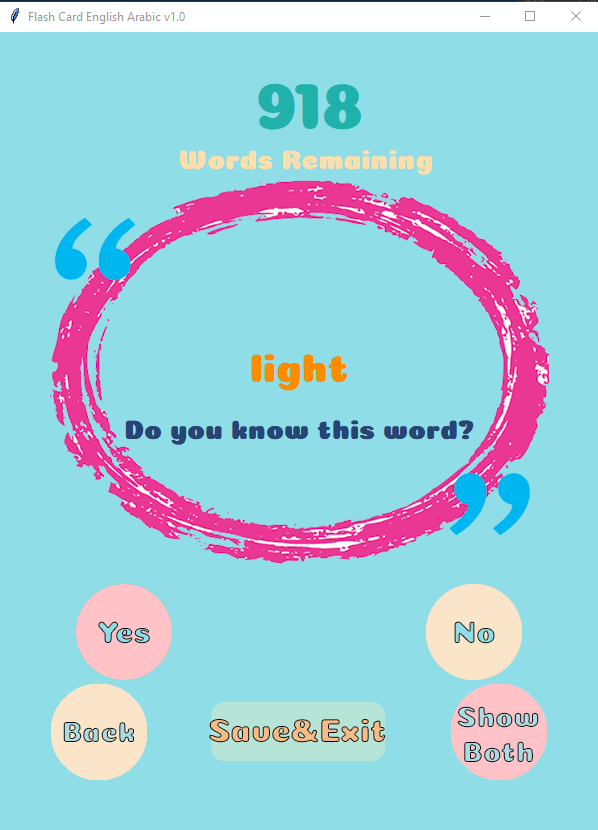 Flash Card English Arabic v1.0
918
Words Remaining
“
light
Do you know this word?
”
Yes
No
Back
Save&Exit
Show
Both